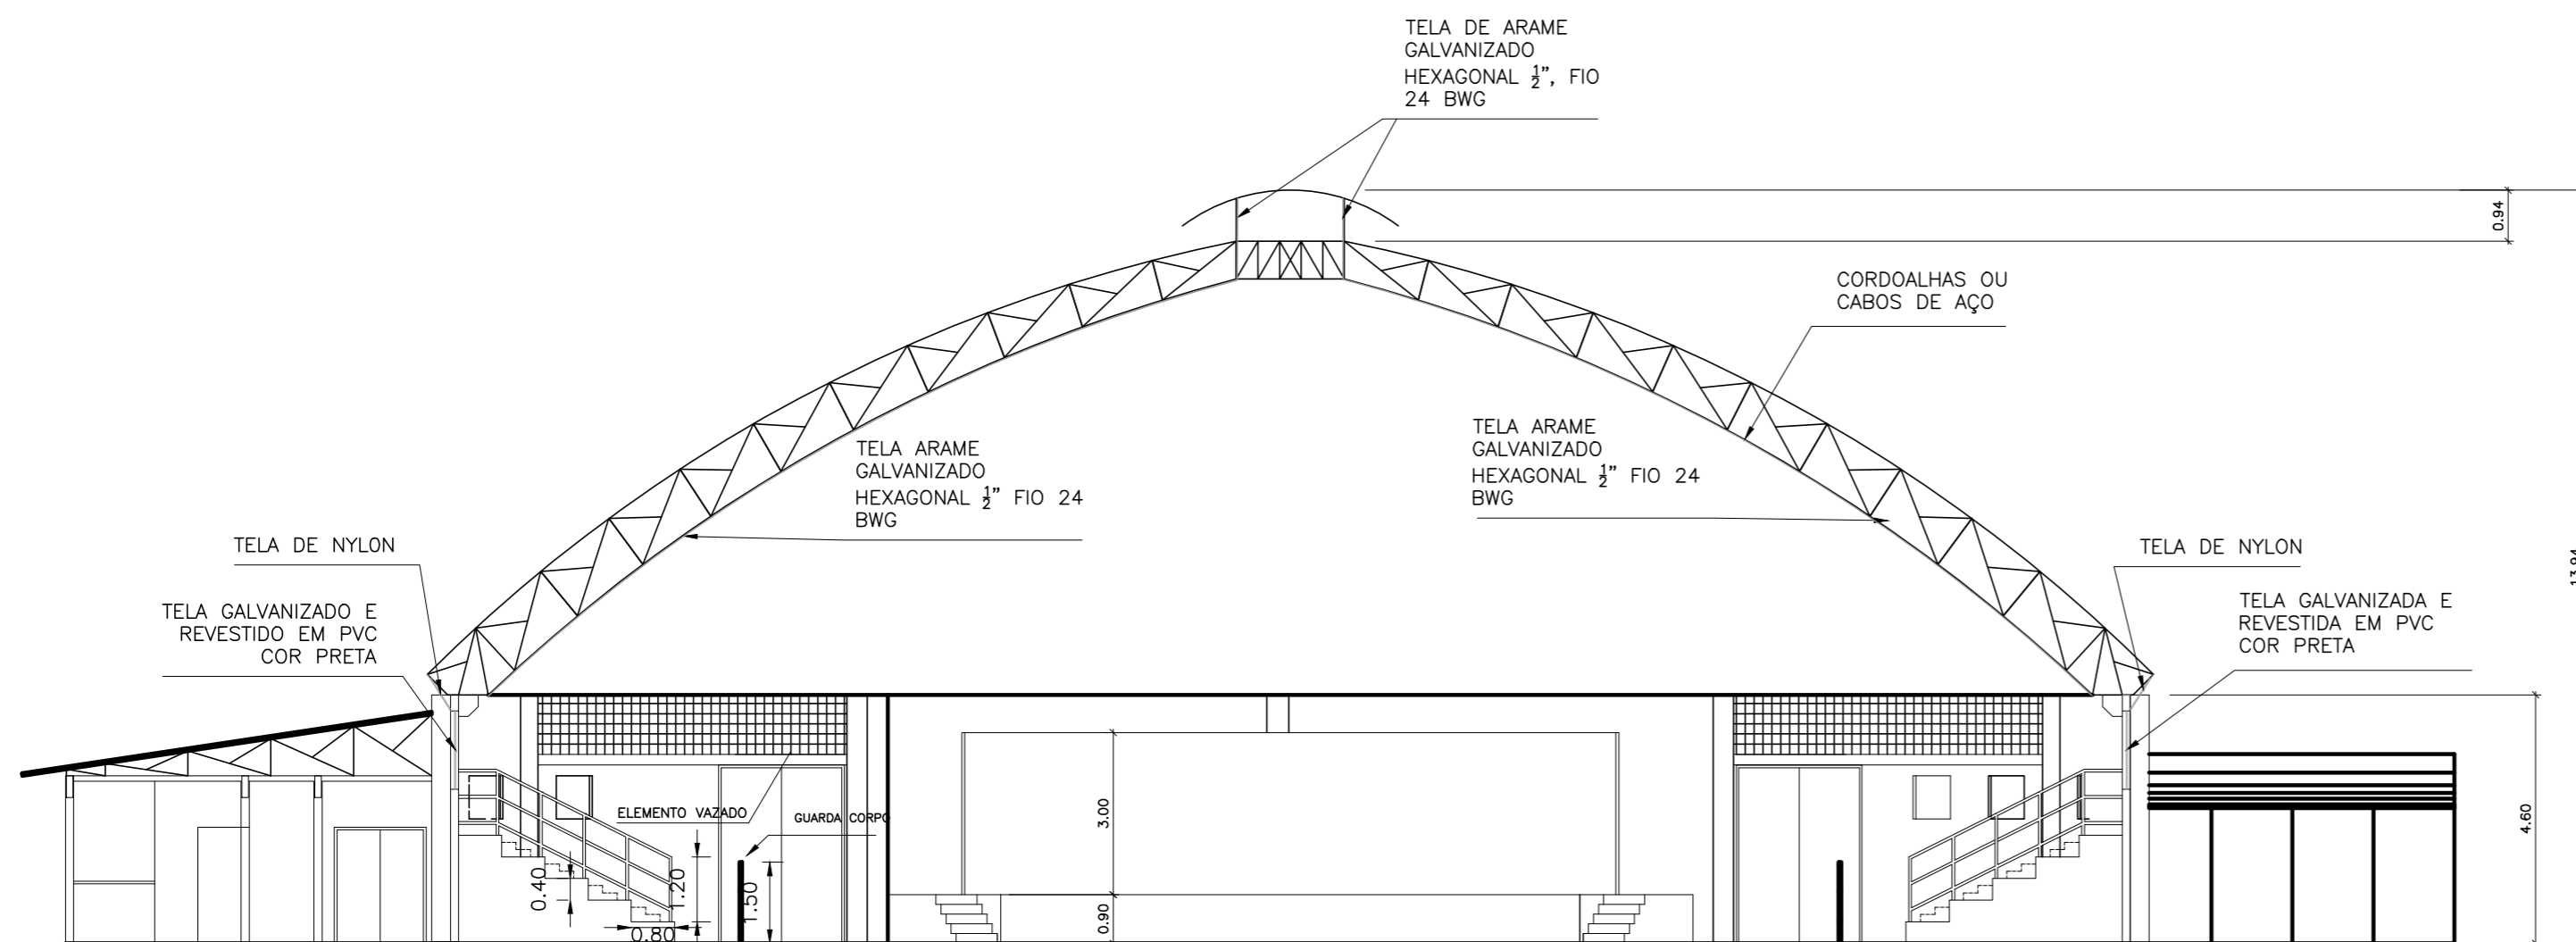 TELA DE ARAME
GALVANIZADO
HEXAGONAL ½", FIO
24 BWG
0.94
CORDOALHAS OU
CABOS DE AÇO
TELA ARAME
GALVANIZADO
HEXAGONAL ½" FIO 24
BWG
TELA ARAME
GALVANIZADO
HEXAGONAL ½" FIO 24
BWG
TELA DE NYLON
TELA GALVANIZADO E
REVESTIDO EM PVC
COR PRETA
TELA DE NYLON
TELA GALVANIZADA E
REVESTIDA EM PVC
COR PRETA
13.94
ELEMENTO VAZADO
GUARDA CORPO
0.40
1.20
1.50
0.80
3.00
0.90
4.60